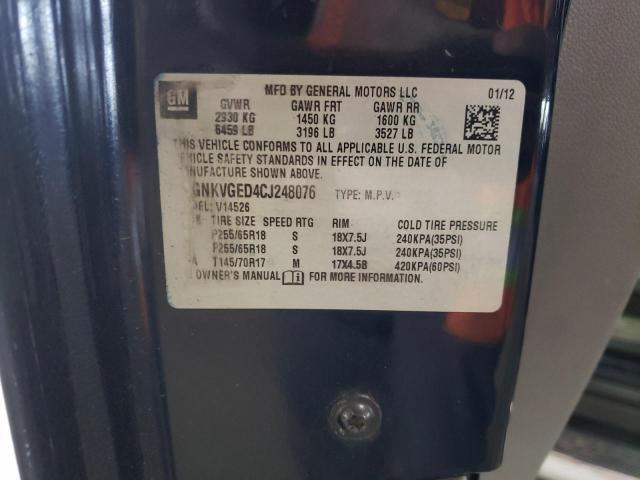 GM
MFD BY GENERAL MOTORS LLC
01/12
GVWR GAWR FRT GAWR RR
2930 KG 1450 KG 1600 KG
6459 LB 3196 LB 3527 LB
THIS VEHICLE CONFORMS TO ALL APPLICABLE U.S. FEDERAL MOTOR
EHICLE SAFETY STANDARDS IN EFFECT ON THE DATE OF
ANUFACTURE SHOWN ABOVE.
GNKVGED4CJ248076 TYPE: M.P.V.
DEL: V14526
TIRE SIZE SPEED RTG RIM COLD TIRE PRESSURE
P255/65R18 S 18X7.5J 240KPA(35PSI)
P255/65R18 S 18X7.5J 240KPA(35PSI)
A T145/70R17 M 17X4.5B 420KPA(60PSI)
OWNER'S MANUAL FOR MORE INFORMATION.